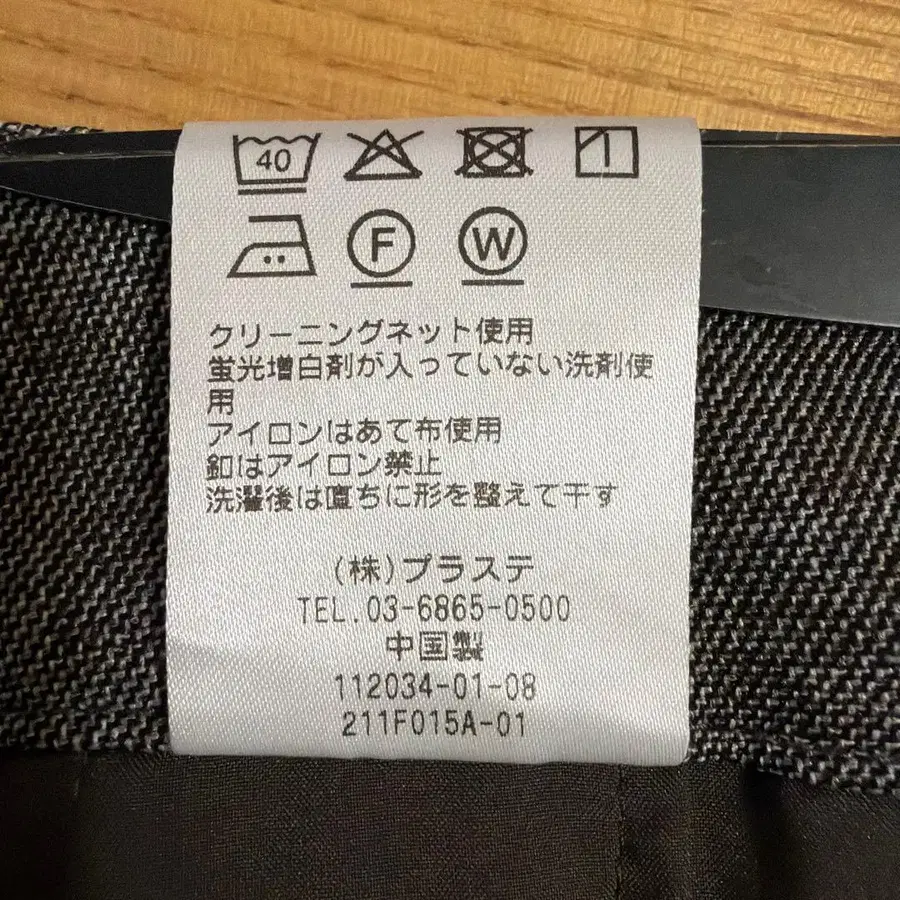 40
F W
クリーニングネット使用
蛍光増白剤が入っていない洗剤使
用
アイロンはあて布使用
釦はアイロン禁止
洗濯後は直ちに形を整えて干す
(株)プラステ
TEL.03-6865-0500
中国製
112034-01-08
211F015A-01